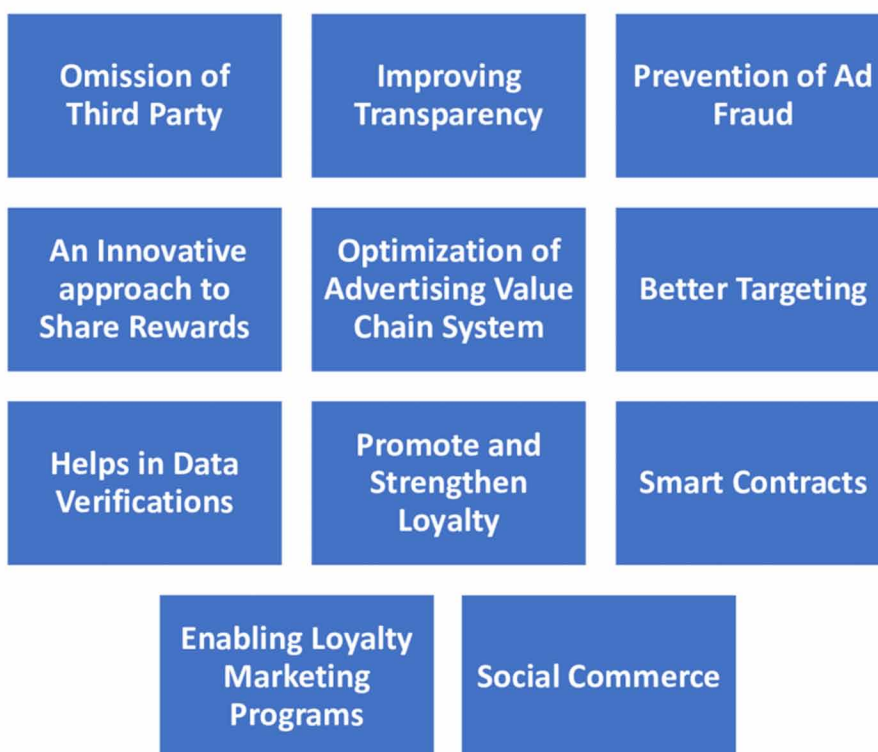 Omission of
Third Party
Improving
Transparency
Prevention of Ad
Fraud
An Innovative
approach to
Share Rewards
Optimization of
Advertising Value
Chain System
Better Targeting
Helps in Data
Verifications
Promote and
Strengthen
Loyalty
Smart Contracts
Enabling Loyalty
Marketing
Programs
Social Commerce